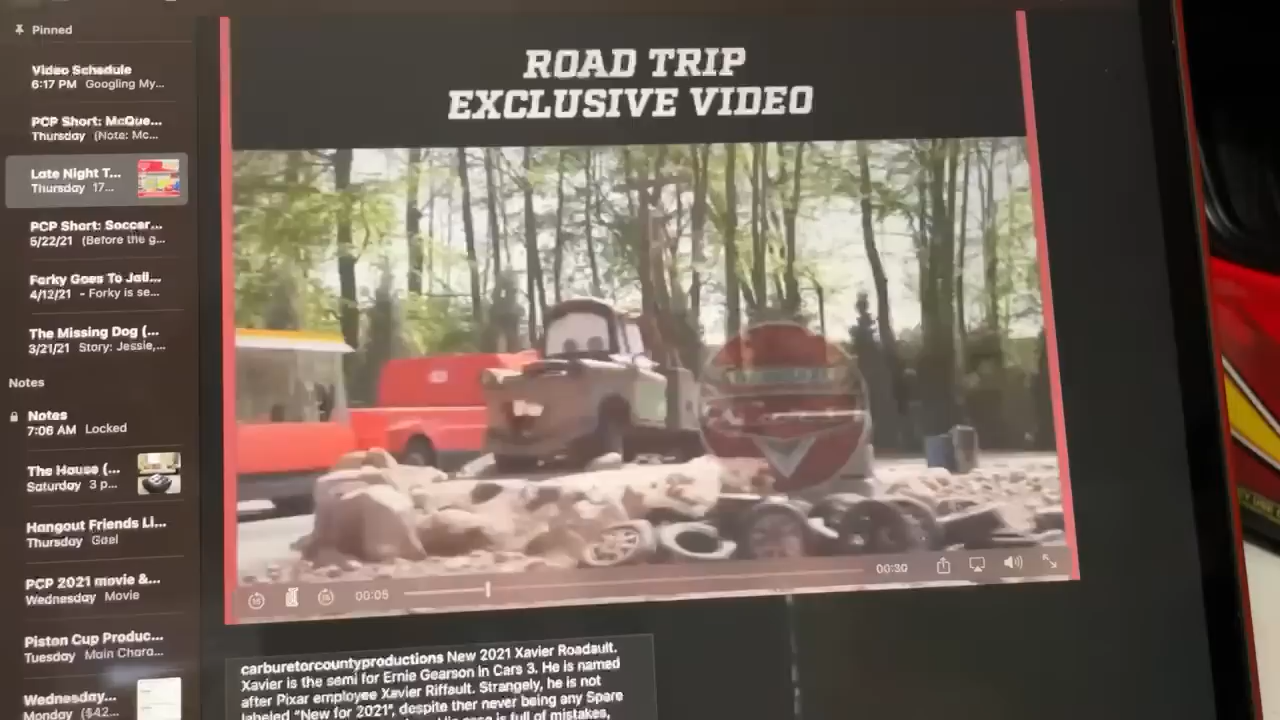 Pinned
Video Schedule
6:17 PM Googling My...
PCP Short: McQue...
Thursday (Note: Mc...
Late Night T...
Thursday 17...
PCP Short: Soccer...
5/22/21 (Before the g...
Forky Goes To Jail...
4/12/21 - Forky is se...
The Missing Dog (...
3/21/21 Story: Jessie,...
Notes
Notes
7:06 AM Locked
The House (...
Saturday 3 p...
Hangout Friends Li...
Thursday Gael
PCP 2021 movie &...
Wednesday Movie
Piston Cup Produc...
Tuesday Main Chara...
Wednesday...
Monday ($42...
ROAD TRIP
EXCLUSIVE VIDEO
15
15
00:05
00:30
carburetorcountyproductions New 2021 Xavier Roadault.
Xavier is the semi for Ernie Gearson in Cars 3. He is named
after Pixar employee Xavier Riffault. Strangely, he is not
labeled "New for 2021", despite ther never being any Spare
is full of mistakes,